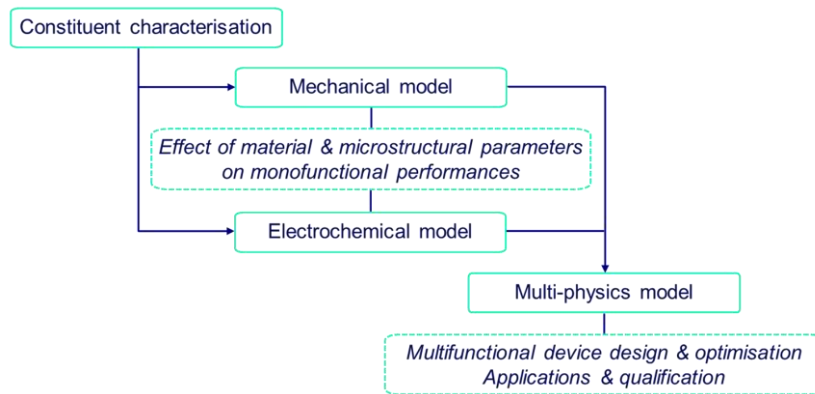 Constituent characterisation
Mechanical model
Effect of material & microstructural parameters
on monofunctional performances
Electrochemical model
Multi-physics model
Multifunctional device design & optimisation
Applications & qualification